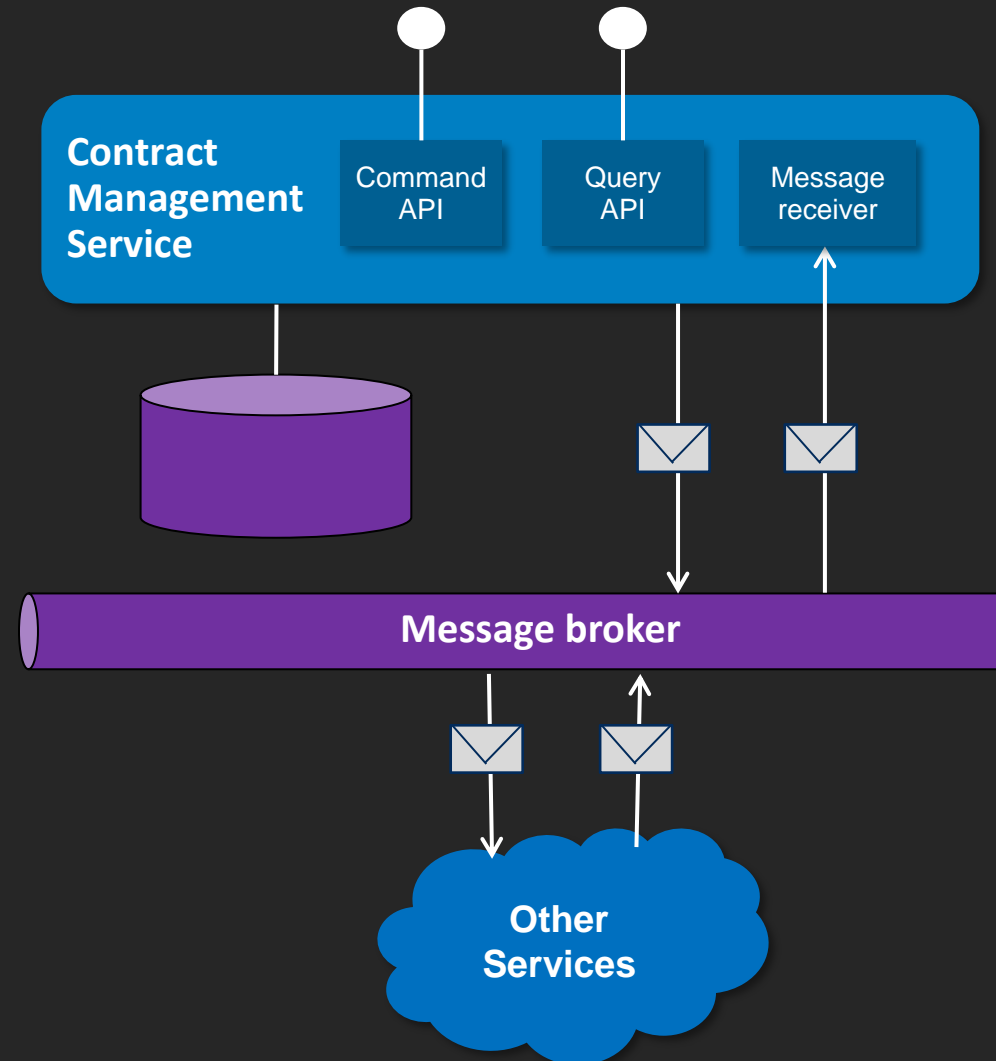 Contract
Management
Service
Command
API
Query
API
Message
receiver
Message broker
Other
Services